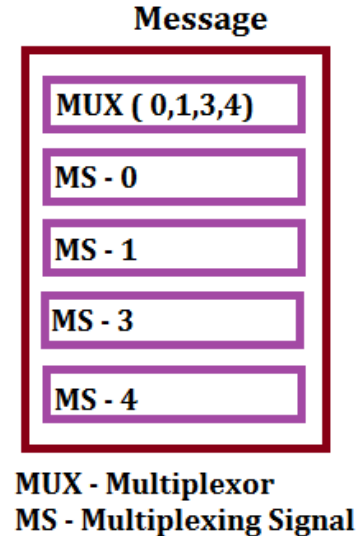 Message
MUX ( 0,1,3,4)
MS - 0
MS - 1
MS - 3
MS - 4
MUX - Multiplexor
MS - Multiplexing Signal